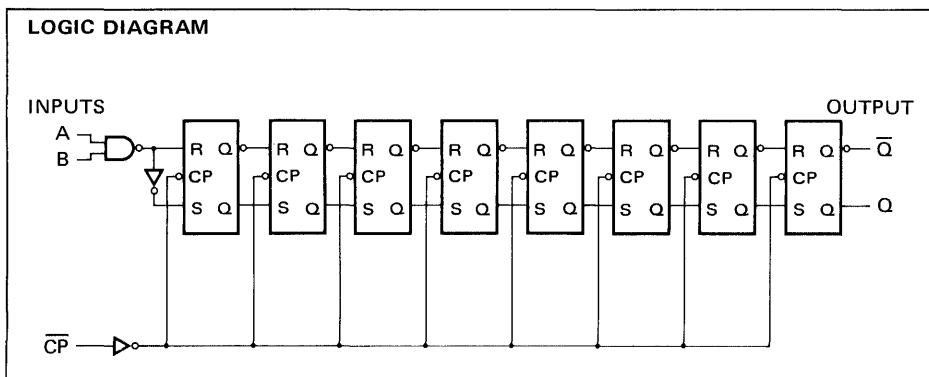 LOGIC DIAGRAM
INPUTS OUTPUT
A
B
R Q R Q R Q R Q R Q R Q R Q R Q Q̅
CP CP CP CP CP CP CP CP
S Q S Q S Q S Q S Q S Q S Q S Q Q
C̅P̅